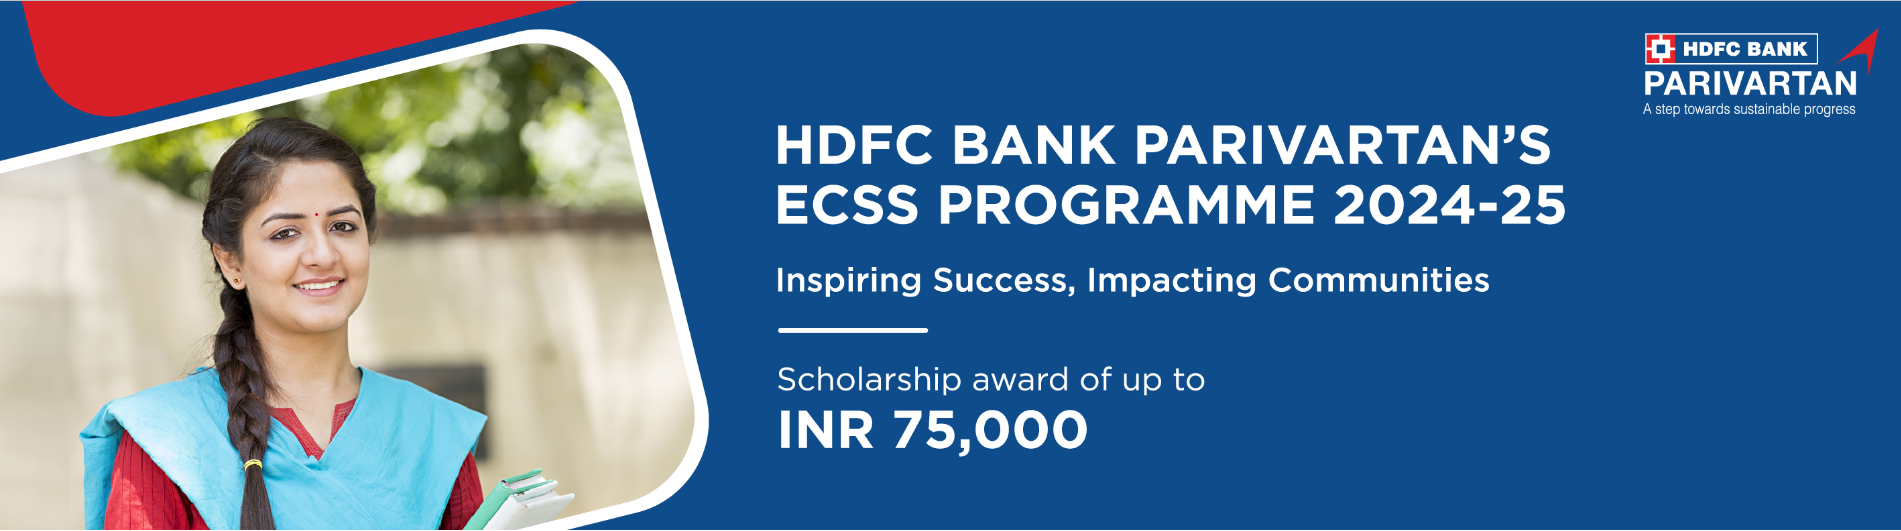 HDFC BANK
PARIVARTAN
A step towards sustainable progress
HDFC BANK PARIVARTAN’S
ECSS PROGRAMME 2024-25
Inspiring Success, Impacting Communities
Scholarship award of up to
INR 75,000